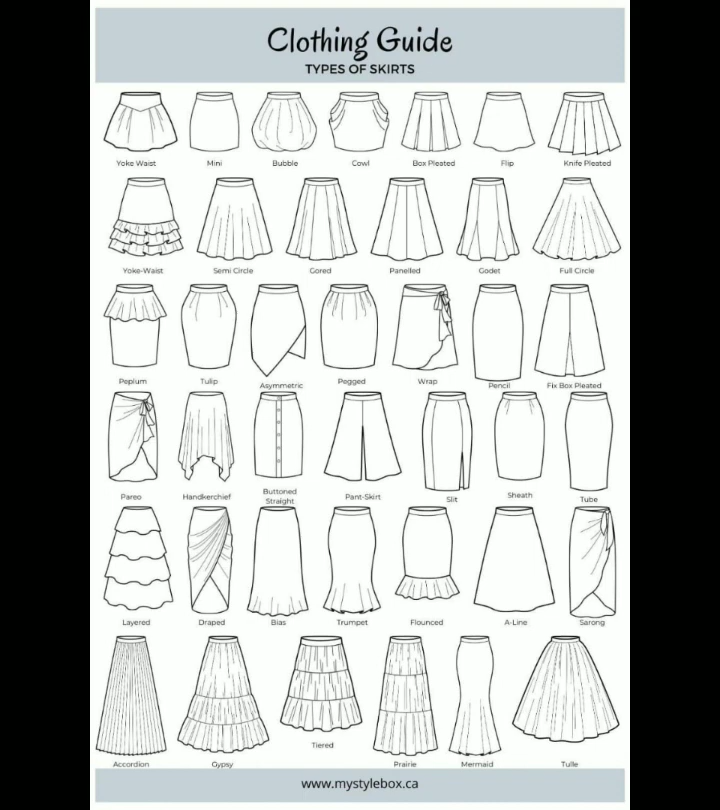 Clothing Guide
TYPES OF SKIRTS
Yoke Waist
Mini
Bubble
Cowl
Box Pleated
Flip
Knife Pleated
Yoke-Waist
Semi Circle
Gored
Panelled
Godet
Full Circle
Peplum
Tulip
Asymmetric
Pegged
Wrap
Pencil
Fix Box Pleated
Pareo
Handkerchief
Buttoned
Straight
Pant-Skirt
Slit
Sheath
Tube
Layered
Draped
Bias
Trumpet
Flounced
A-Line
Sarong
Accordion
Gypsy
Tiered
Prairie
Mermaid
Tulle
www.mystylebox.ca